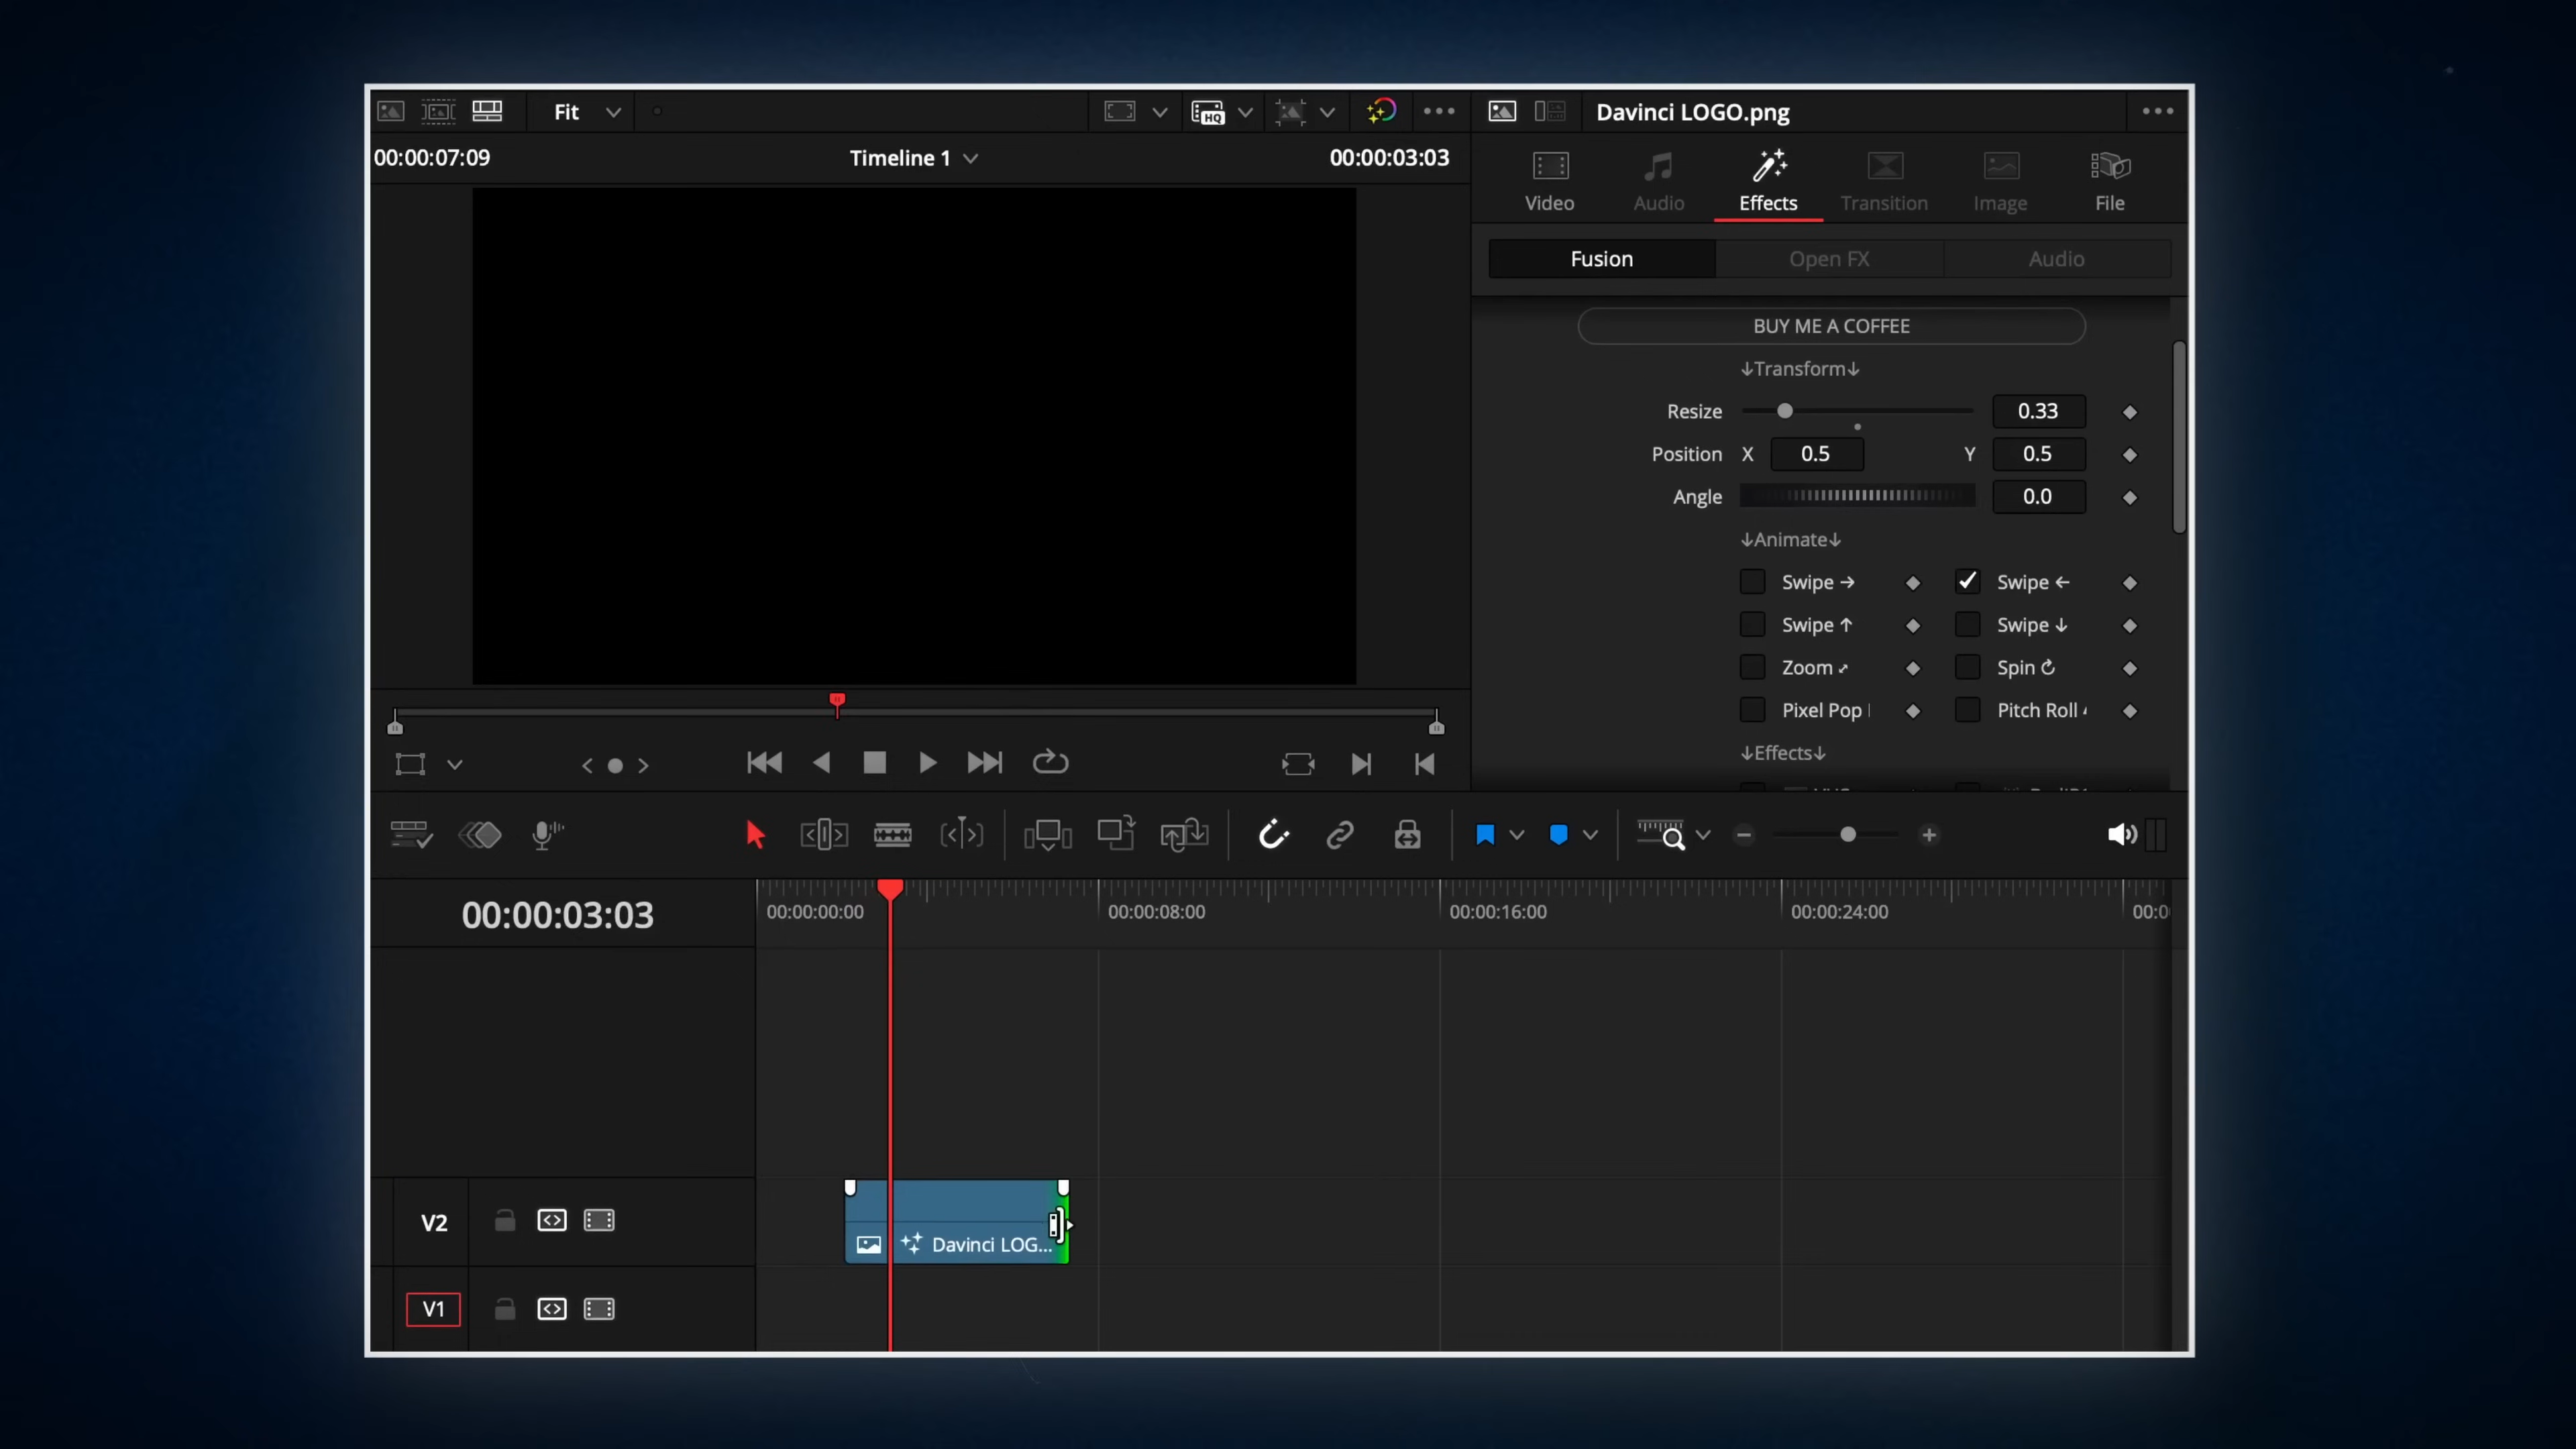 Fit
HQ
Davinci LOGO.png
00:00:07:09
Timeline 1
00:00:03:03
Video
Audio
Effects
Transition
Image
File
Fusion
Open FX
Audio
BUY ME A COFFEE
↓Transform↓
Resize
0.33
Position X 0.5 Y 0.5
Angle
0.0
↓Animate↓
Swipe →
Swipe ←
Swipe ↑
Swipe ↓
Zoom ⤢
Spin ↻
Pixel Pop
Pitch Roll
↓Effects↓
00:00:03:03
00:00:00:00
00:00:08:00
00:00:16:00
00:00:24:00
V2
Davinci LOG...
V1